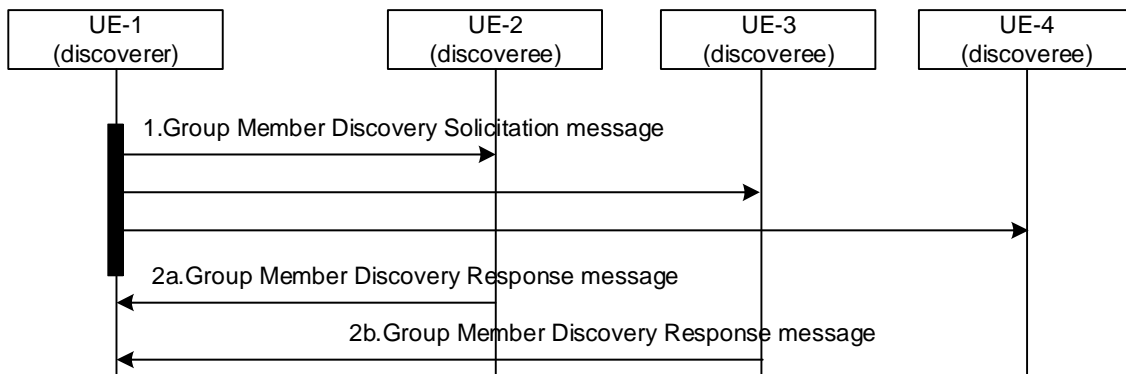 UE-1
(discoverer)
UE-2
(discoveree)
UE-3
(discoveree)
UE-4
(discoveree)
1.Group Member Discovery Solicitation message
2a.Group Member Discovery Response message
2b.Group Member Discovery Response message